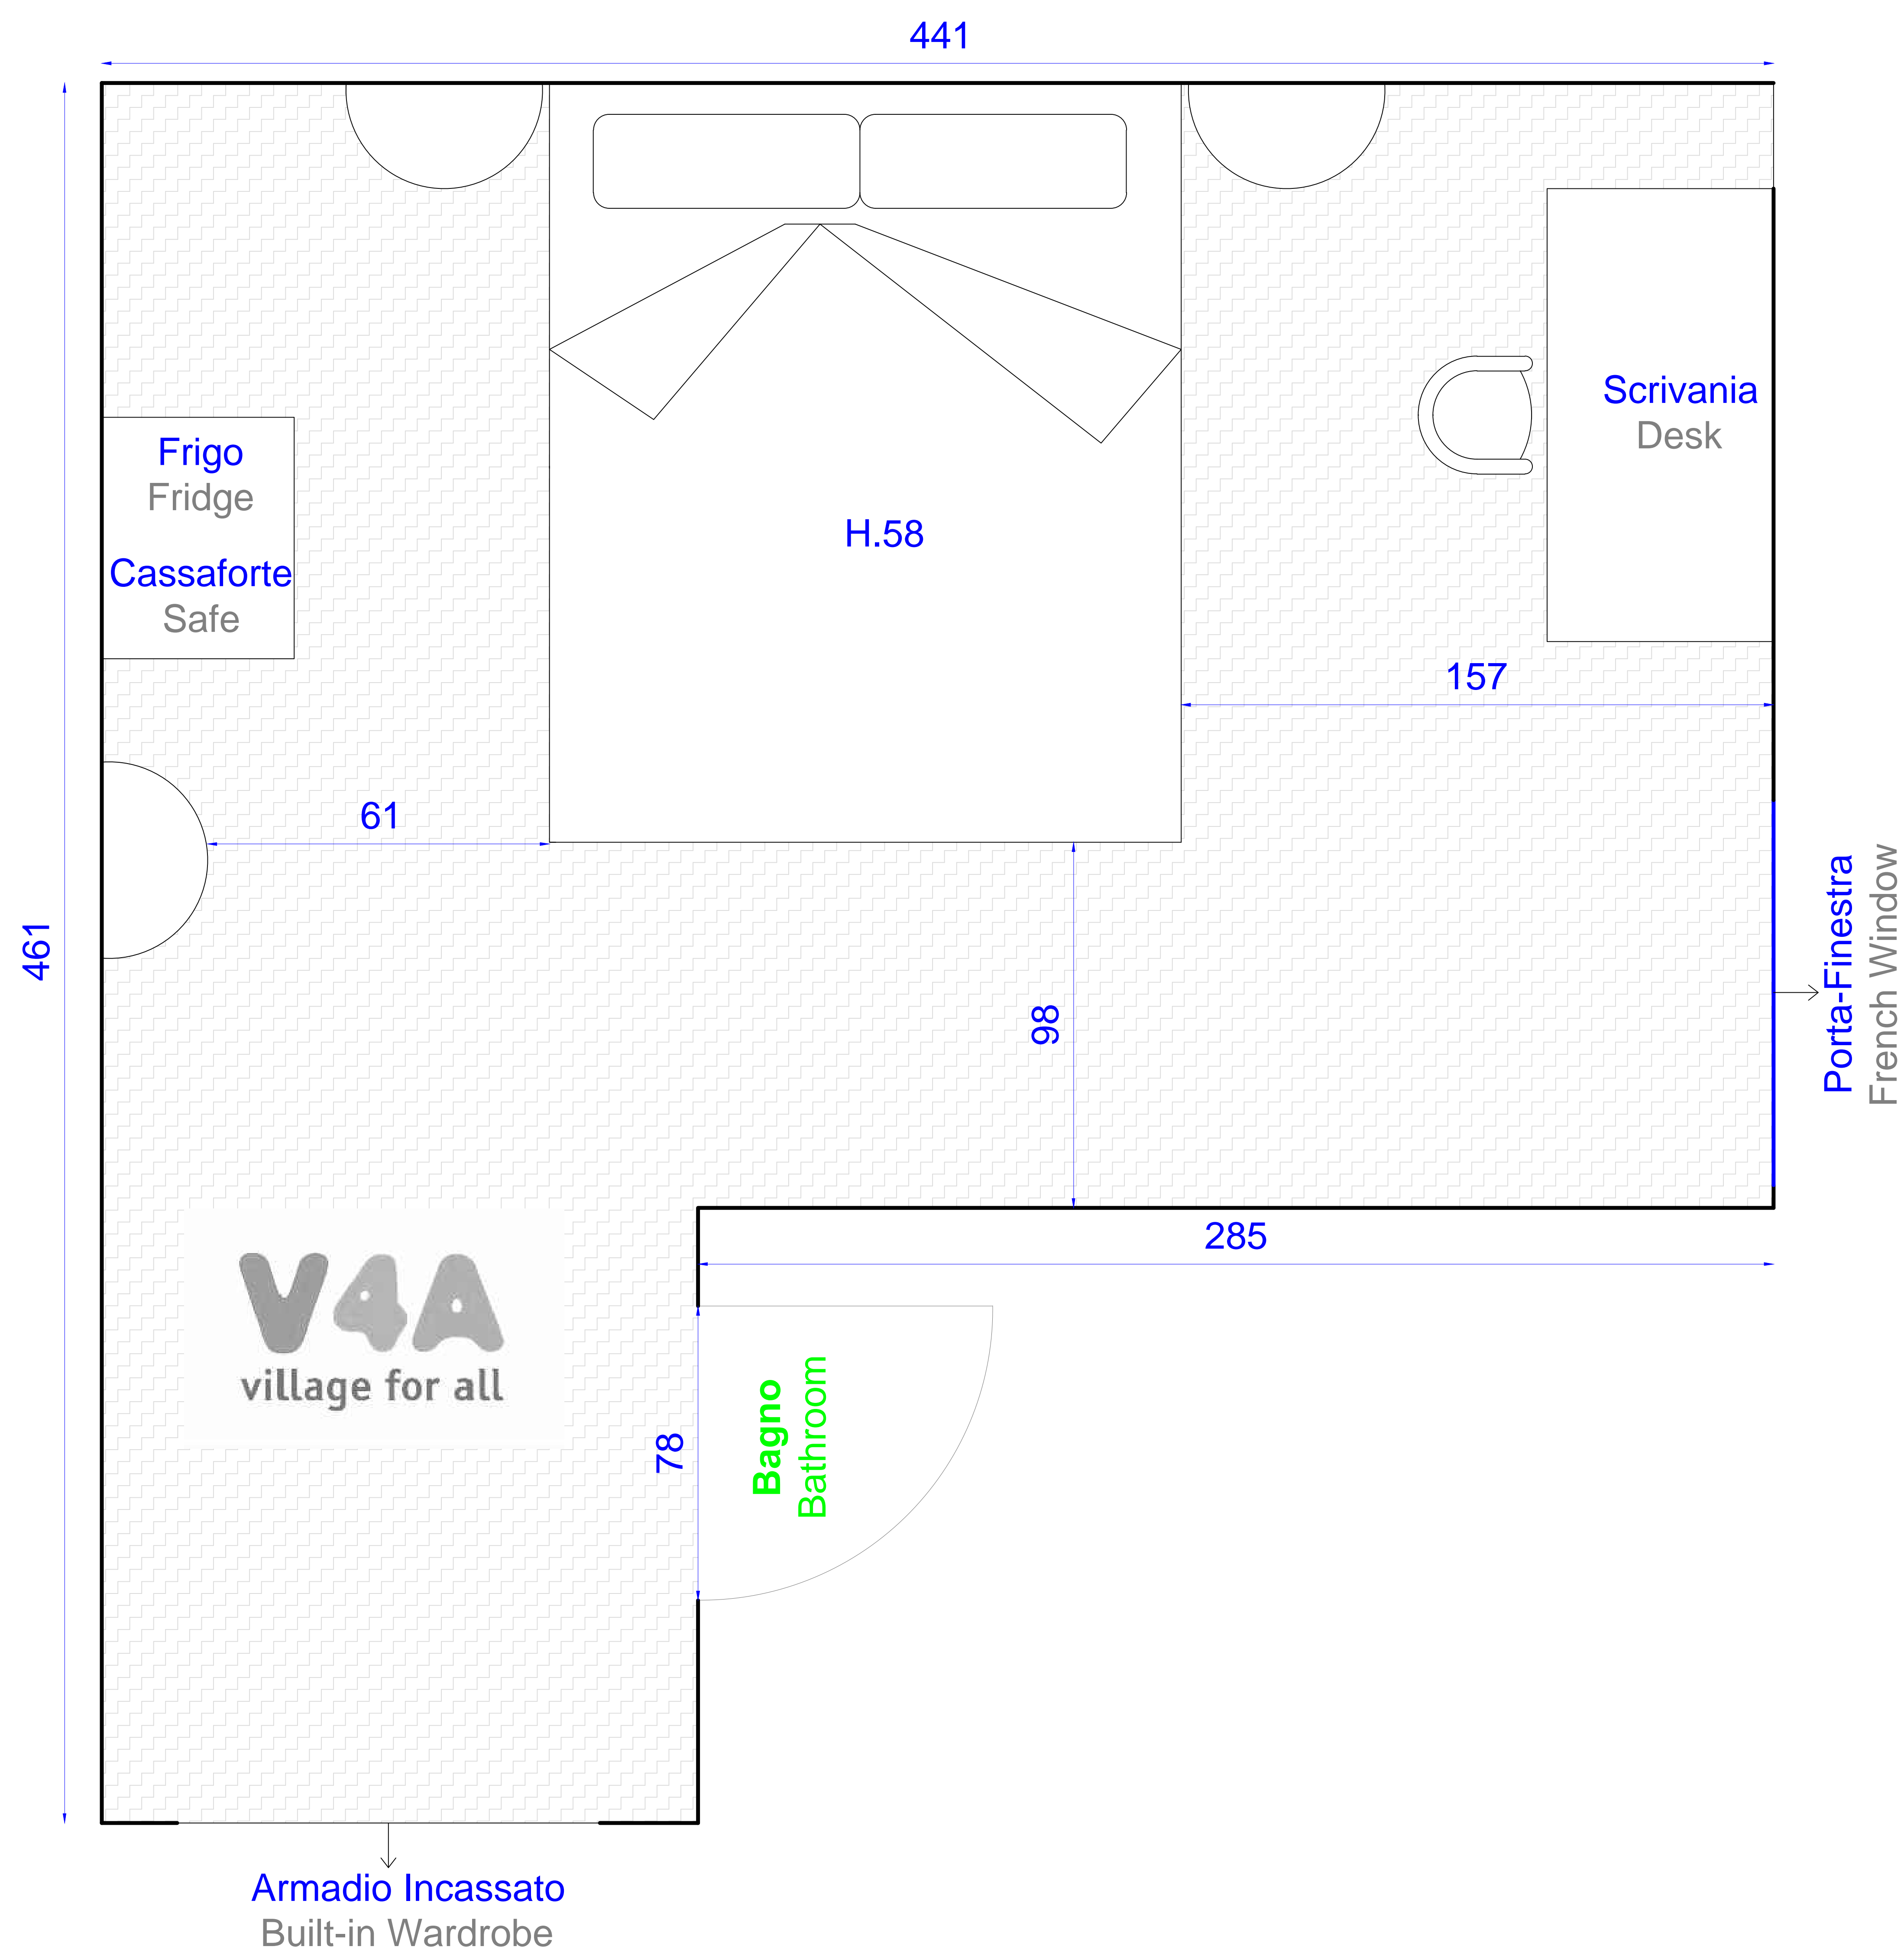 441
Frigo
Fridge
Cassaforte
Safe
H.58
Scrivania
Desk
157
61
461
98
Porta-Finestra
French Window
285
V4A
village for all
78
Bagno
Bathroom
Armadio Incassato
Built-in Wardrobe